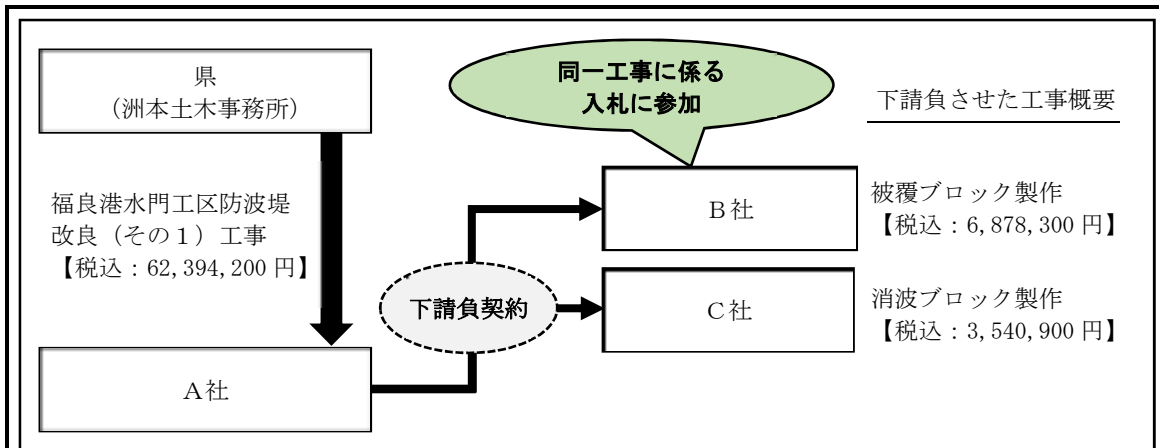 県
（洲本土木事務所）
同一工事に係る
入札に参加
下請負させた工事概要
福良港水門工区防波堤
改良（その１）工事
【税込：62,394,200 円】
Ｂ社
被覆ブロック製作
【税込：6,878,300 円】
下請負契約
Ｃ社
消波ブロック製作
【税込：3,540,900 円】
Ａ社